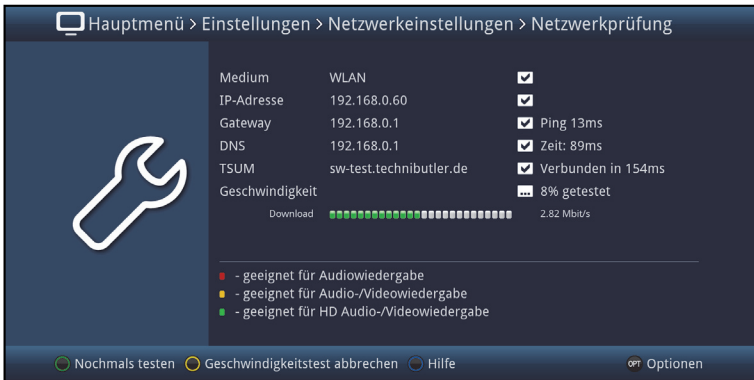 Hauptmenü > Einstellungen > Netzwerkeinstellungen > Netzwerkprüfung
Medium WLAN
IP-Adresse 192.168.0.60
Gateway 192.168.0.1 Ping 13ms
DNS 192.168.0.1 Zeit: 89ms
TSUM sw-test.technibutler.de Verbunden in 154ms
Geschwindigkeit ... 8% getestet
Download 2.82 Mbit/s
- geeignet für Audiowiedergabe
- geeignet für Audio-/Videowiedergabe
- geeignet für HD Audio-/Videowiedergabe
Nochmals testen Geschwindigkeitstest abbrechen Hilfe OPT Optionen